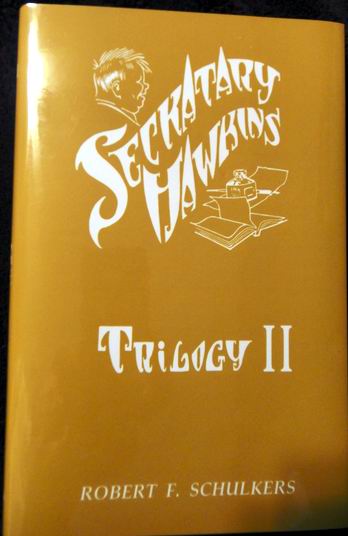 SECKATARY
HAWKINS
TRILOGY II
ROBERT F. SCHULKERS